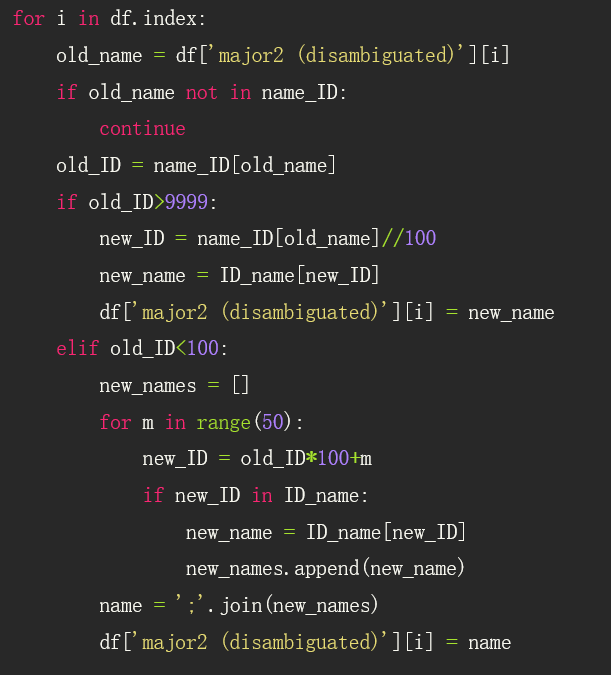 for i in df.index:
    old_name = df['major2 (disambiguated)'][i]
    if old_name not in name_ID:
        continue
    old_ID = name_ID[old_name]
    if old_ID>9999:
        new_ID = name_ID[old_name]//100
        new_name = ID_name[new_ID]
        df['major2 (disambiguated)'][i] = new_name
    elif old_ID<100:
        new_names = []
        for m in range(50):
            new_ID = old_ID*100+m
            if new_ID in ID_name:
                new_name = ID_name[new_ID]
                new_names.append(new_name)
        name = ';'.join(new_names)
        df['major2 (disambiguated)'][i] = name